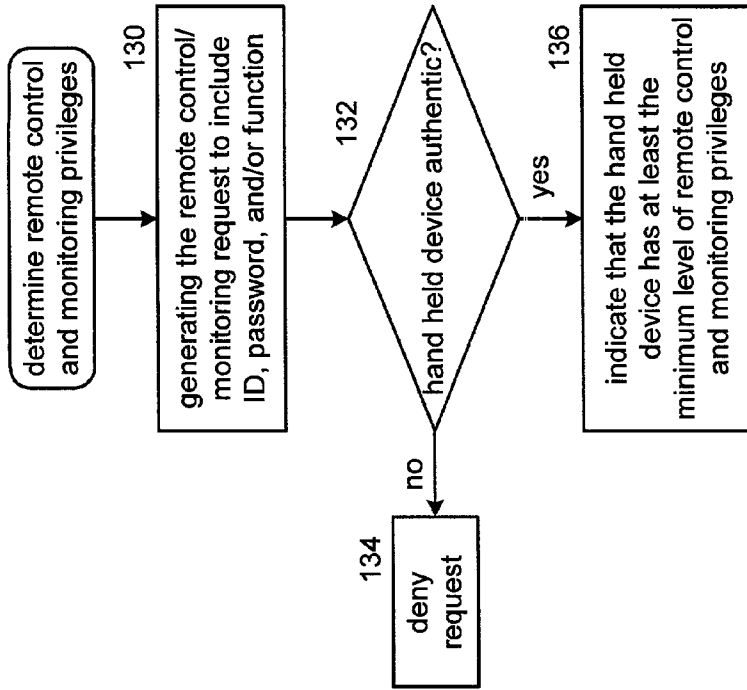 determine remote control
and monitoring privileges
130
generating the remote control/
monitoring request to include
ID, password, and/or function
132
hand held device authentic?
no
134
deny
request
yes
136
indicate that the hand held
device has at least the
minimum level of remote control
and monitoring privileges